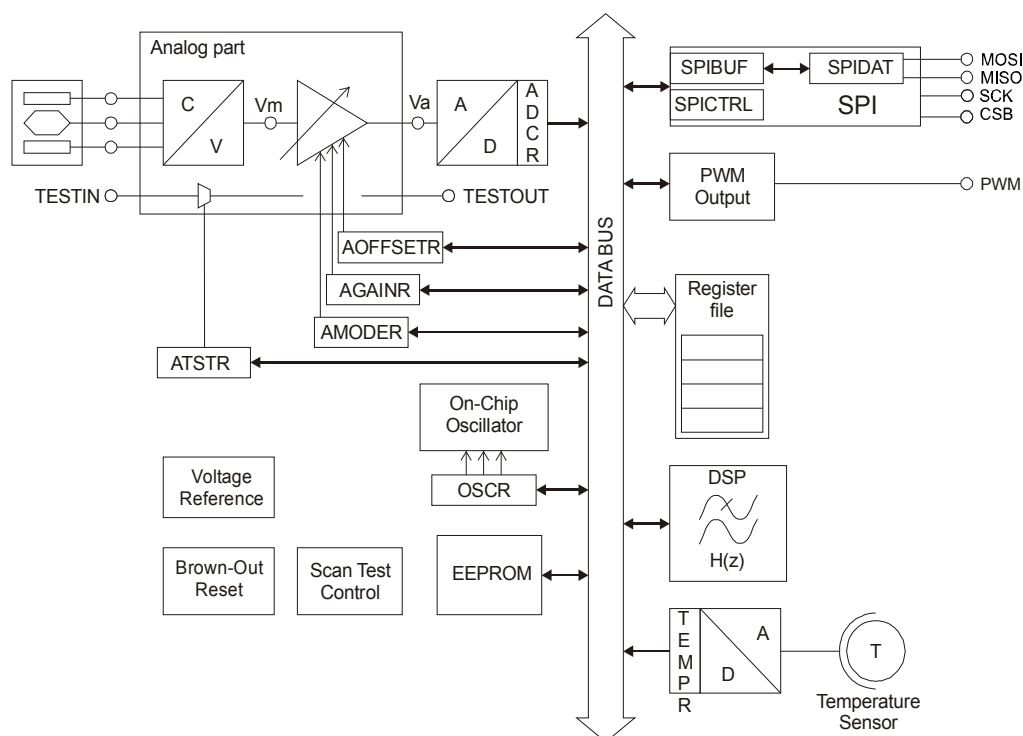 Analog part
C
V
Vm
Va
A
D
ADCR
TESTIN
TESTOUT
AOFFSETR
AGAINR
AMODER
ATSTR
On-Chip
Oscillator
OSCR
Voltage
Reference
Brown-Out
Reset
Scan Test
Control
EEPROM
DATA BUS
SPIBUF
SPIDAT
SPICTRL
SPI
MOSI
MISO
SCK
CSB
PWM
Output
PWM
Register
file
DSP
H(z)
TEMPR
A
D
T
Temperature
Sensor